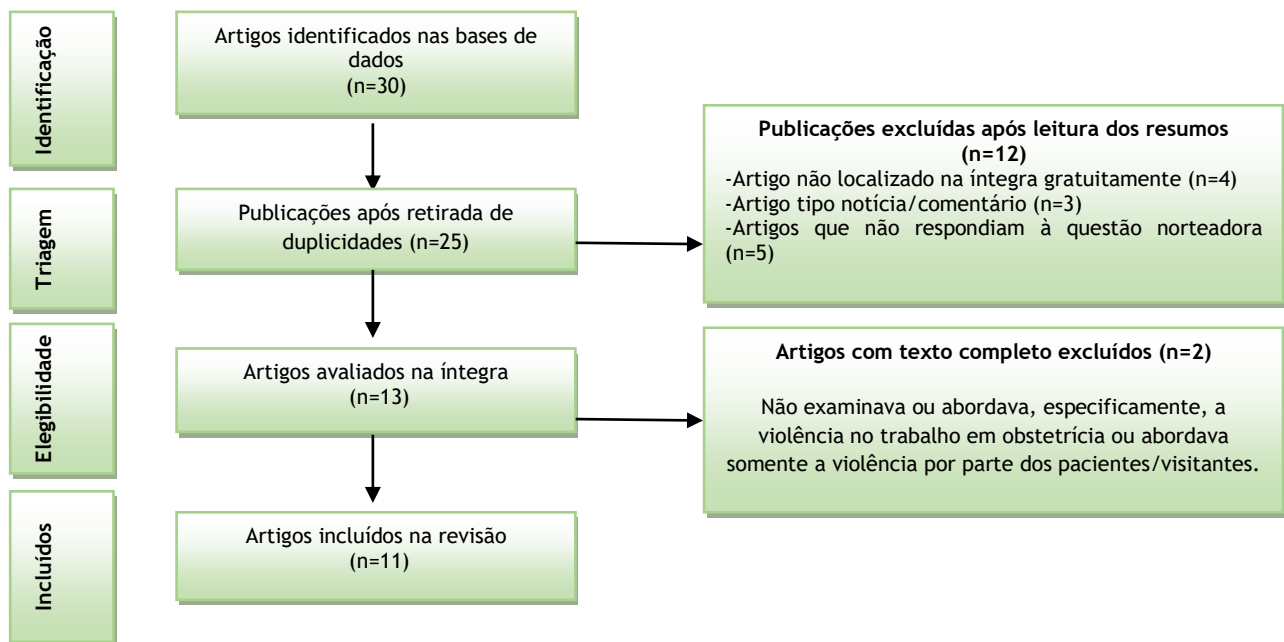 Identificação
Artigos identificados nas bases de
dados
(n=30)
Triagem
Publicações após retirada de
duplicidades (n=25)
Publicações excluídas após leitura dos resumos
(n=12)
-Artigo não localizado na íntegra gratuitamente (n=4)
-Artigo tipo notícia/comentário (n=3)
-Artigos que não respondiam à questão norteadora
(n=5)
Elegibilidade
Artigos avaliados na íntegra
(n=13)
Artigos com texto completo excluídos (n=2)
Não examinava ou abordava, especificamente, a
violência no trabalho em obstetrícia ou abordava
somente a violência por parte dos pacientes/visitantes.
Incluídos
Artigos incluídos na revisão
(n=11)